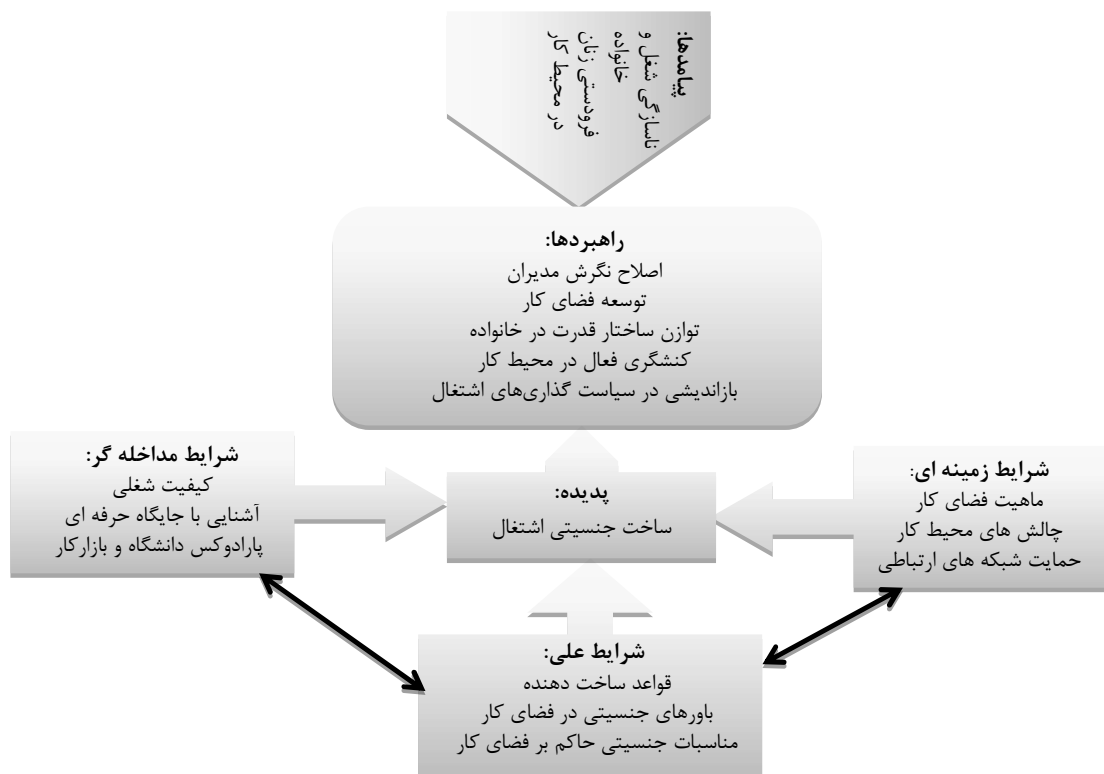 پیامدها:
ناسازگی شغل و
خانواده
فرودستی زنان
در محیط کار
راهبردها:
اصلاح نگرش مدیران
توسعه فضای کار
توازن ساختار قدرت در خانواده
کنشگری فعال در محیط کار
بازاندیشی در سیاست گذاری‌های اشتغال
شرایط زمینه ای:
ماهیت فضای کار
چالش های محیط کار
حمایت شبکه های ارتباطی
پدیده:
ساخت جنسیتی اشتغال
شرایط مداخله گر:
کیفیت شغلی
آشنایی با جایگاه حرفه ای
پارادوکس دانشگاه و بازارکار
شرایط علی:
قواعد ساخت دهنده
باورهای جنسیتی در فضای کار
مناسبات جنسیتی حاکم بر فضای کار